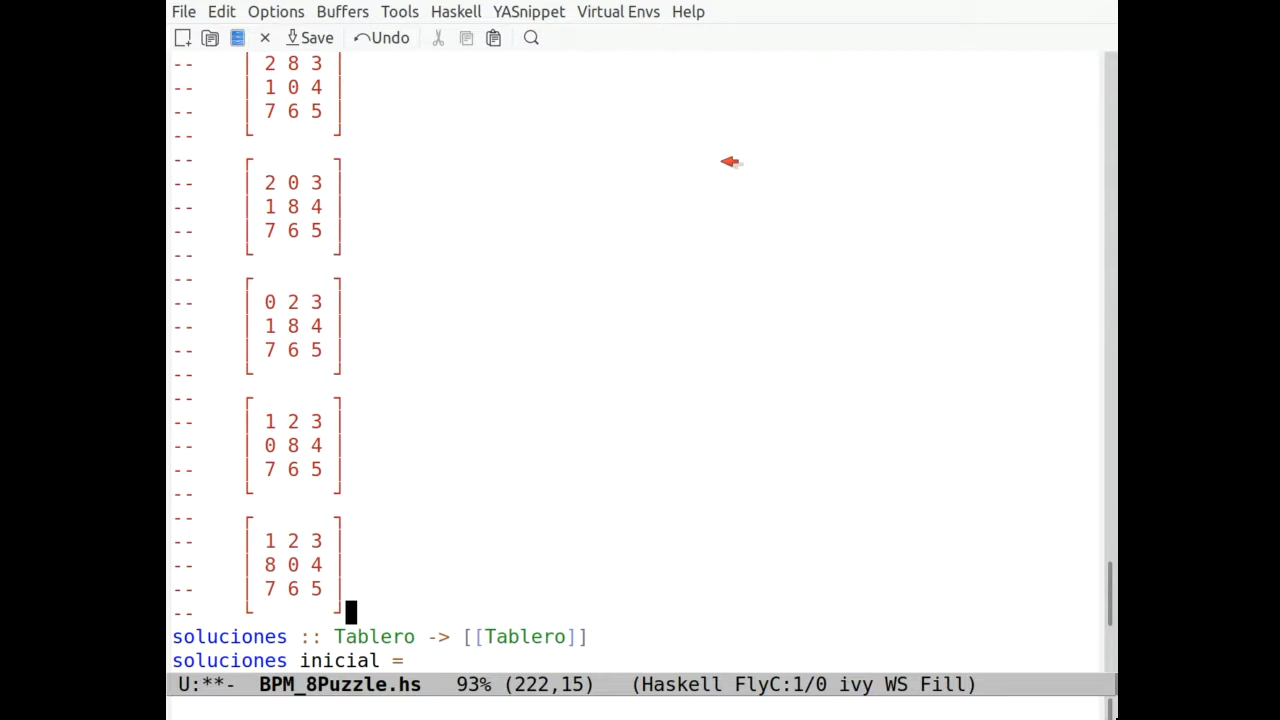 File Edit Options Buffers Tools Haskell YASnippet Virtual Envs Help
Save Undo
-- │ 2 8 3 │
-- │ 1 0 4 │
-- │ 7 6 5 │
-- └ ┘
-- ┌ ┐
-- │ 2 0 3 │
-- │ 1 8 4 │
-- │ 7 6 5 │
-- └ ┘
-- ┌ ┐
-- │ 0 2 3 │
-- │ 1 8 4 │
-- │ 7 6 5 │
-- └ ┘
-- ┌ ┐
-- │ 1 2 3 │
-- │ 0 8 4 │
-- │ 7 6 5 │
-- └ ┘
-- ┌ ┐
-- │ 1 2 3 │
-- │ 8 0 4 │
-- │ 7 6 5 │
-- └ ┘
soluciones :: Tablero -> [[Tablero]]
soluciones inicial =
U:**- BPM_8Puzzle.hs 93% (222,15) (Haskell FlyC:1/0 ivy WS Fill)